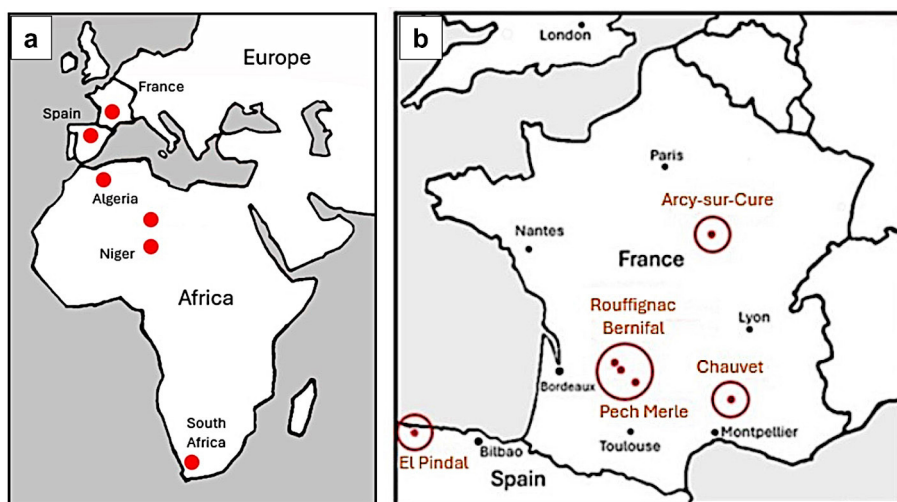 a
Europe
France
Spain
Algeria
Niger
Africa
South
Africa
b
London
Paris
Arcy-sur-Cure
Nantes
France
Rouffignac
Bernifal
Lyon
Chauvet
Bordeaux
Pech Merle
Toulouse
Montpellier
El Pindal
Bilbao
Spain